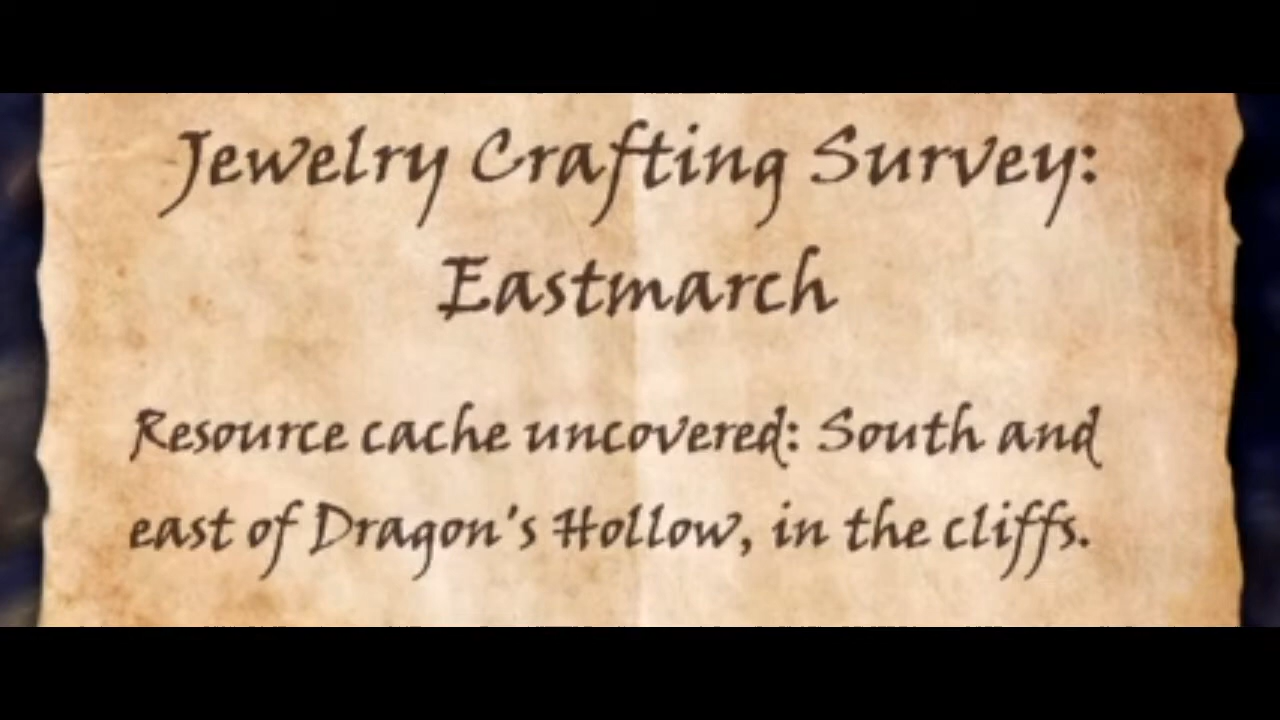 Jewelry Crafting Survey:
Eastmarch
Resource cache uncovered: South and
east of Dragon's Hollow, in the cliffs.